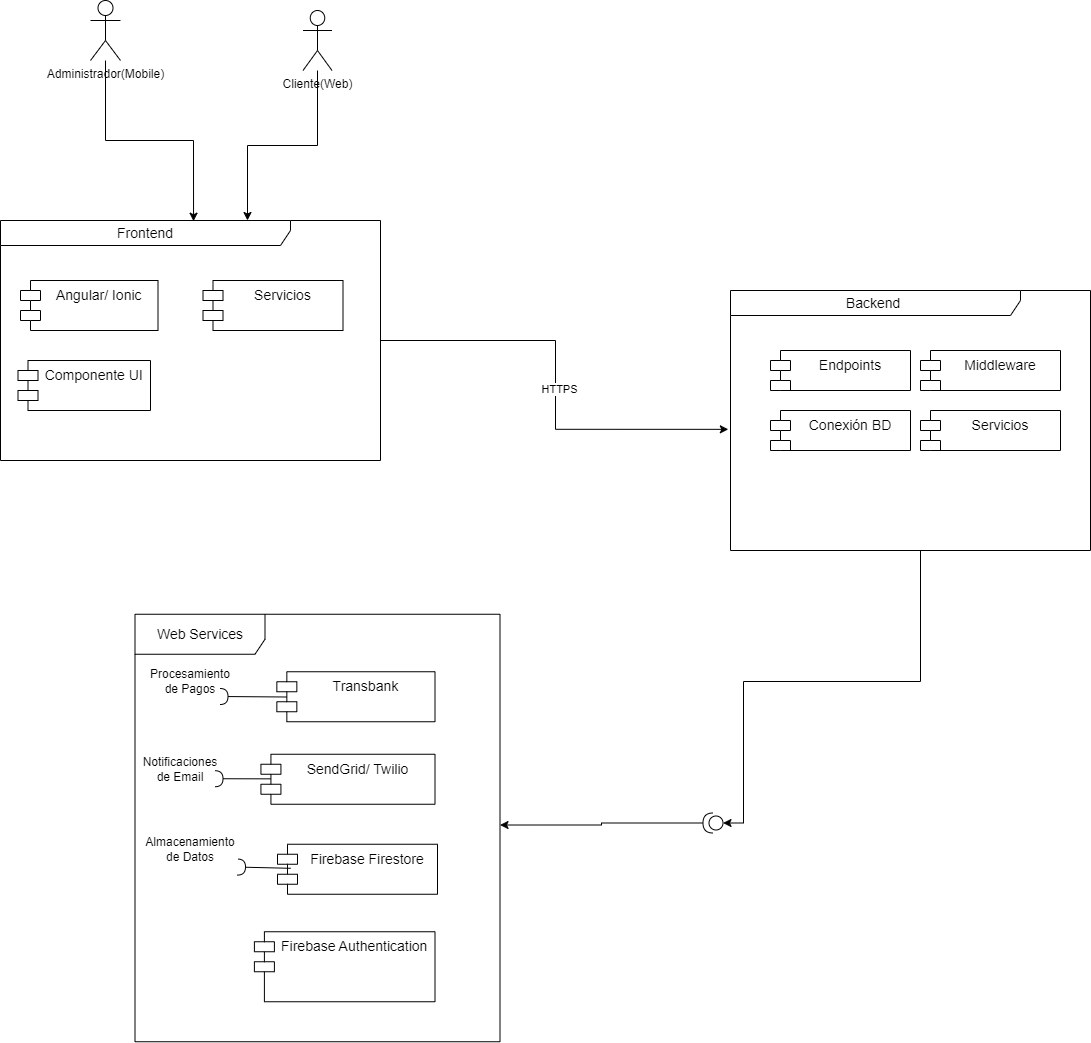 Administrador(Mobile)
Cliente(Web)
Frontend
Angular/ Ionic
Servicios
Componente UI
HTTPS
Backend
Endpoints
Middleware
Conexión BD
Servicios
Web Services
Procesamiento
de Pagos
Transbank
Notificaciones
de Email
SendGrid/ Twilio
Almacenamiento
de Datos
Firebase Firestore
Firebase Authentication